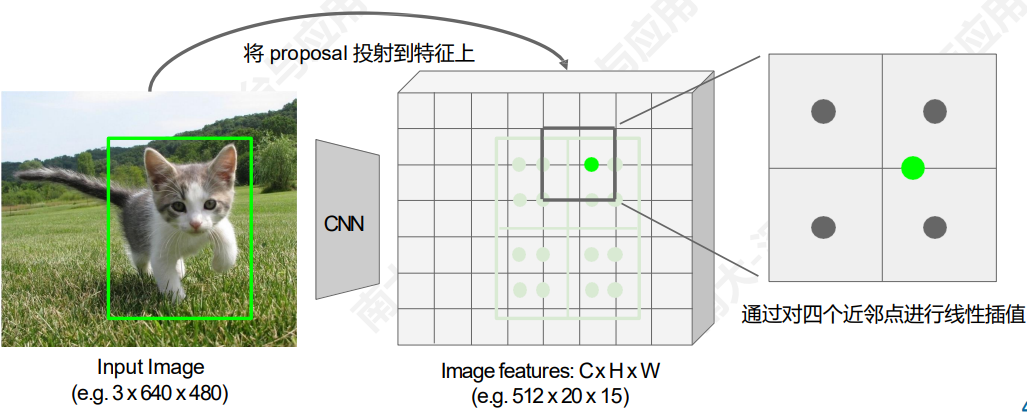 将 proposal 投射到特征上
CNN
通过对四个近邻点进行线性插值
Input Image
(e.g. 3 x 640 x 480)
Image features: C x H x W
(e.g. 512 x 20 x 15)